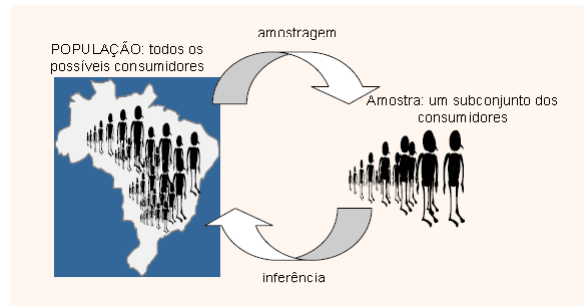 amostragem
POPULAÇÃO: todos os
possíveis consumidores
Amostra: um subconjunto dos
consumidores
inferência